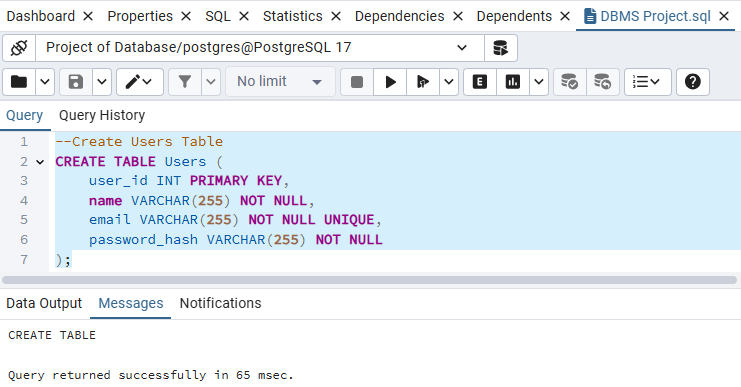 Dashboard Properties SQL Statistics Dependencies Dependents DBMS Project.sql
Project of Database/postgres@PostgreSQL 17
No limit E
Query Query History
1 --Create Users Table
2 CREATE TABLE Users (
3 user_id INT PRIMARY KEY,
4 name VARCHAR(255) NOT NULL,
5 email VARCHAR(255) NOT NULL UNIQUE,
6 password_hash VARCHAR(255) NOT NULL
7 );
Data Output Messages Notifications
CREATE TABLE
Query returned successfully in 65 msec.